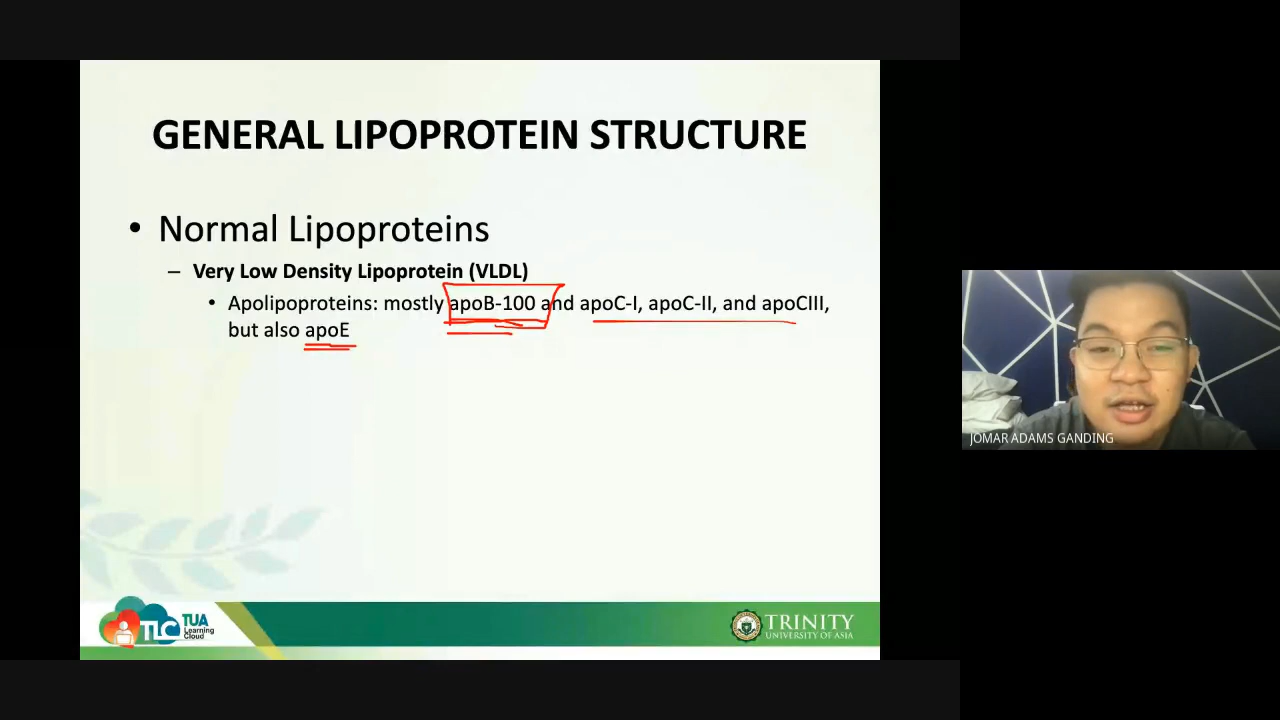 GENERAL LIPOPROTEIN STRUCTURE
• Normal Lipoproteins
– Very Low Density Lipoprotein (VLDL)
• Apolipoproteins: mostly apoB-100 and apoC-I, apoC-II, and apoCIII,
but also apoE
JOMAR ADAMS GANDING
TLC TUA
Learning
Cloud
TRINITY
UNIVERSITY OF ASIA